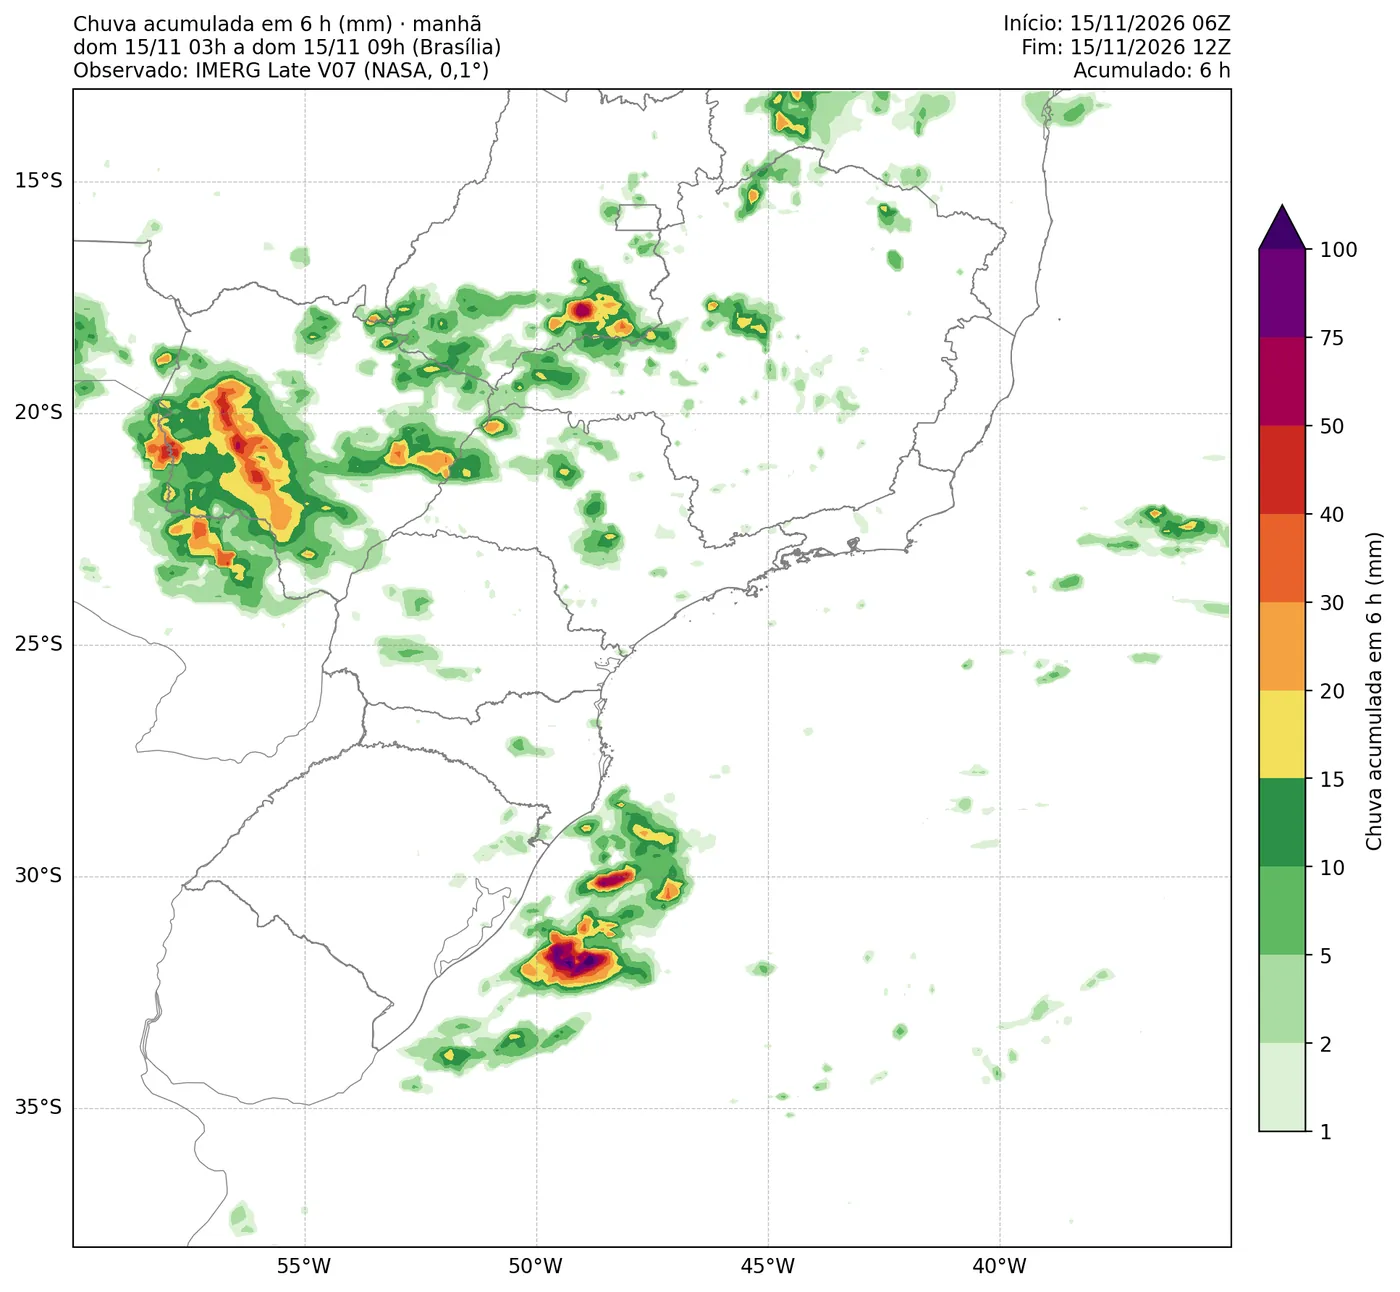 Chuva acumulada em 6 h (mm) · manhã
dom 15/11 03h a dom 15/11 09h (Brasília)
Observado: IMERG Late V07 (NASA, 0,1°)
Início: 15/11/2026 06Z
Fim: 15/11/2026 12Z
Acumulado: 6 h
15°S
20°S
25°S
30°S
35°S
55°W
50°W
45°W
40°W
100
75
50
40
30
20
15
10
5
2
1
Chuva acumulada em 6 h (mm)